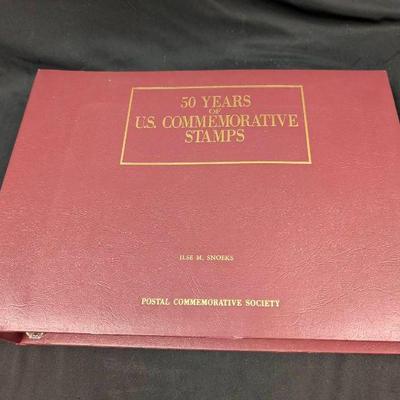 50 YEARS
OF
U.S. COMMEMORATIVE
STAMPS
ILSE M. SNOEKS
POSTAL COMMEMORATIVE SOCIETY